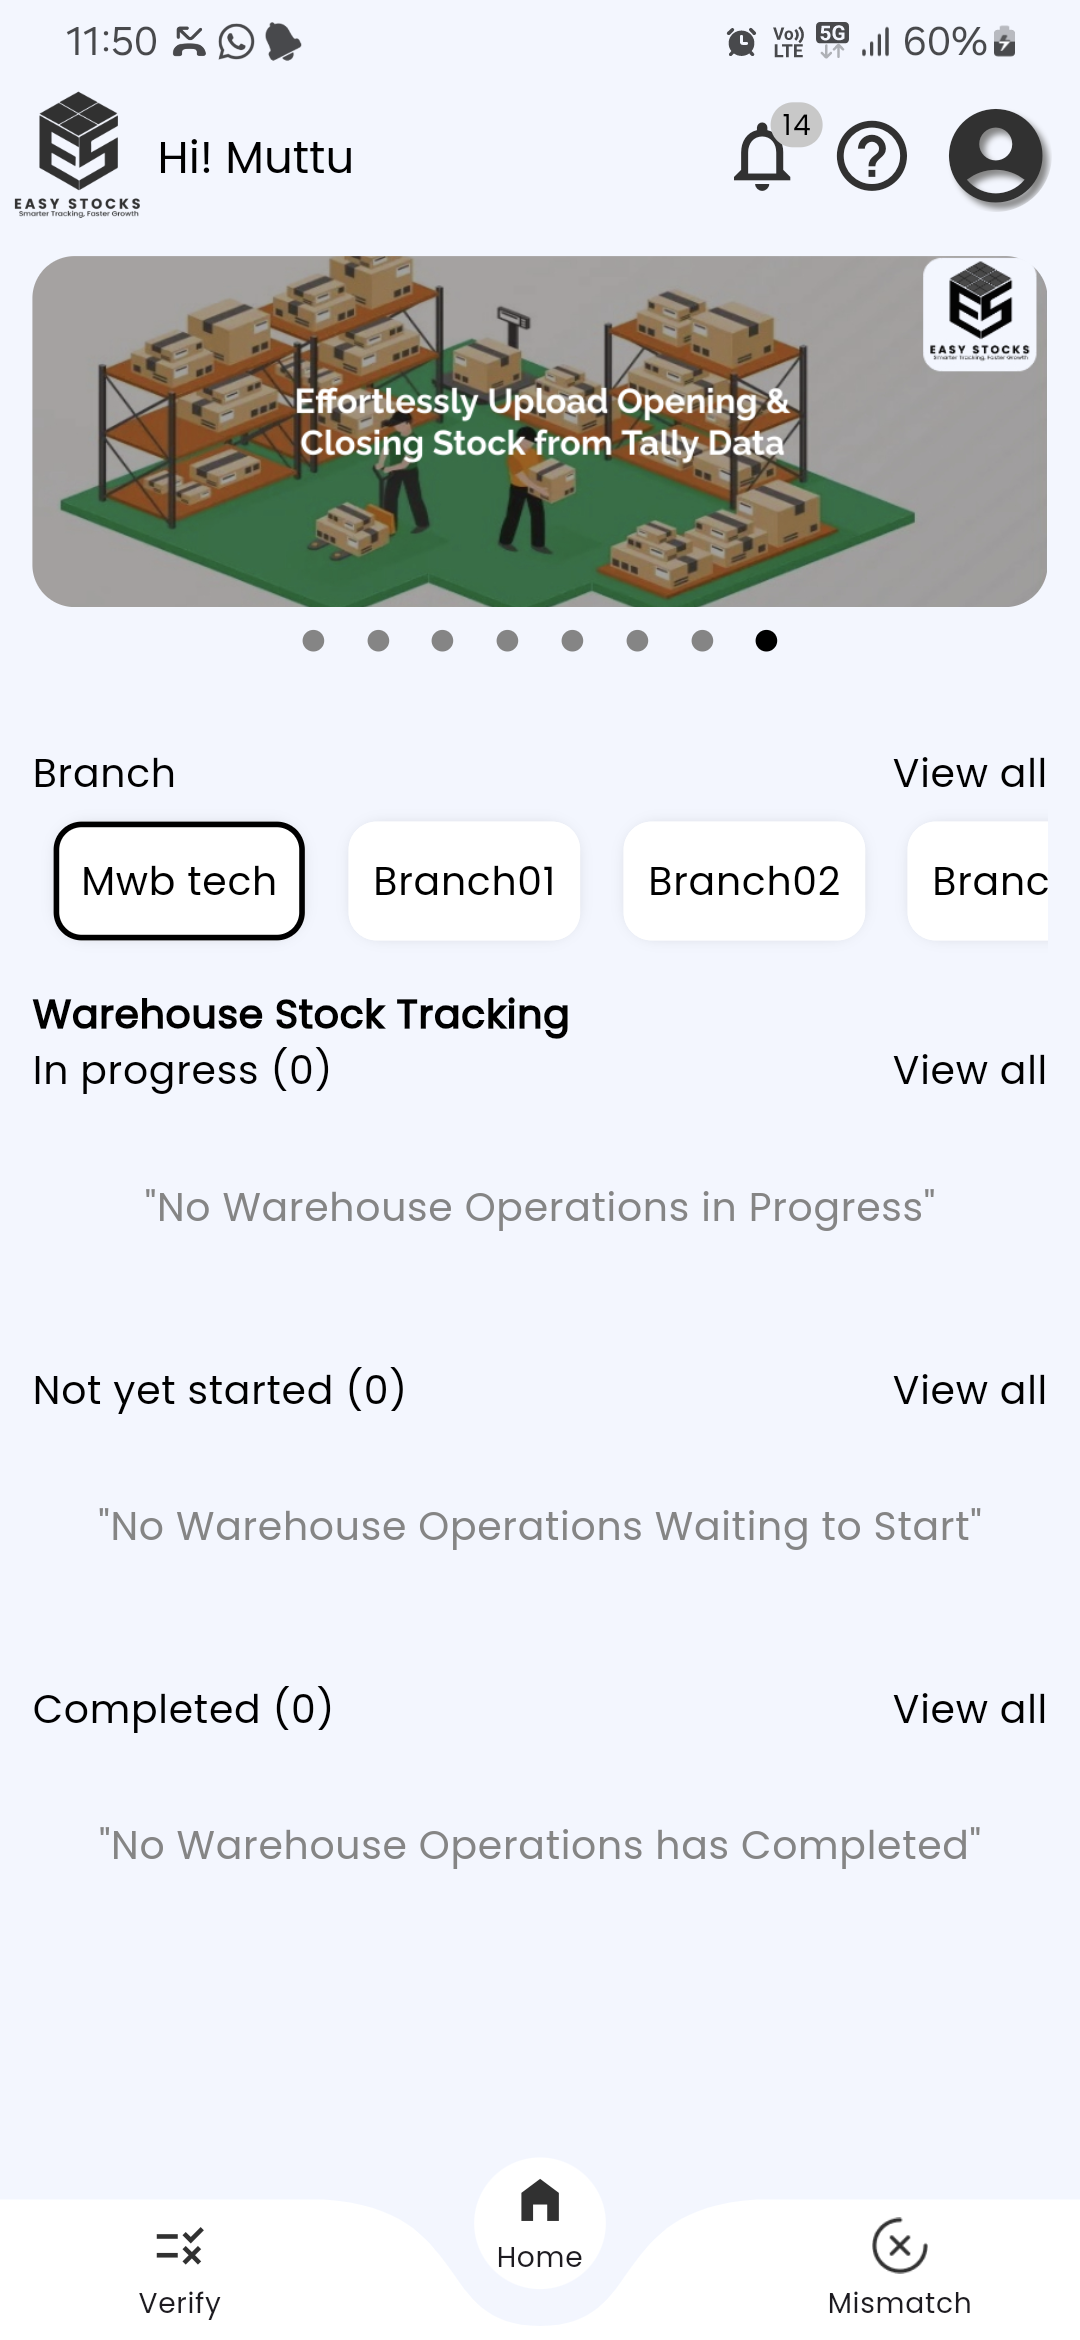 11:50
Vo))
LTE
5G
60%
14
Hi! Muttu
EASY STOCKS
Smarter Tracking, Faster Growth
EASY STOCKS
Smarter Tracking, Faster Growth
Effortlessly Upload Opening &
Closing Stock from Tally Data
Branch
View all
Mwb tech
Branch01
Branch02
Branc
Warehouse Stock Tracking
In progress (0)
View all
"No Warehouse Operations in Progress"
Not yet started (0)
View all
"No Warehouse Operations Waiting to Start"
Completed (0)
View all
"No Warehouse Operations has Completed"
Verify
Home
Mismatch